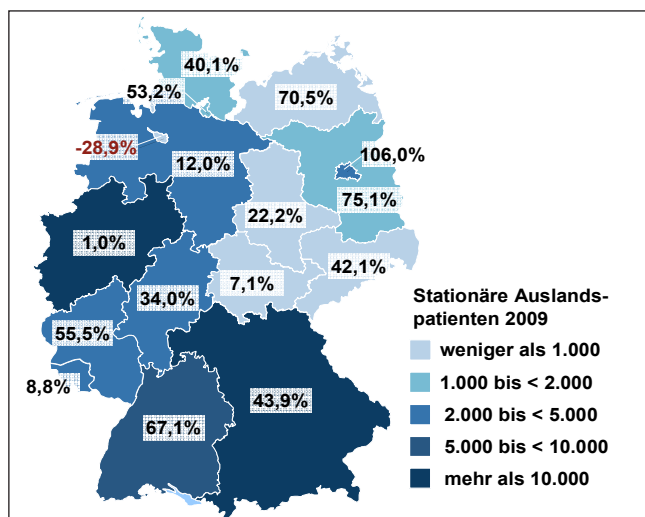 40,1%
53,2%
70,5%
-28,9%
12,0%
106,0%
75,1%
22,2%
1,0%
42,1%
7,1%
34,0%
55,5%
8,8%
43,9%
67,1%
Stationäre Auslands-
patienten 2009
weniger als 1.000
1.000 bis < 2.000
2.000 bis < 5.000
5.000 bis < 10.000
mehr als 10.000